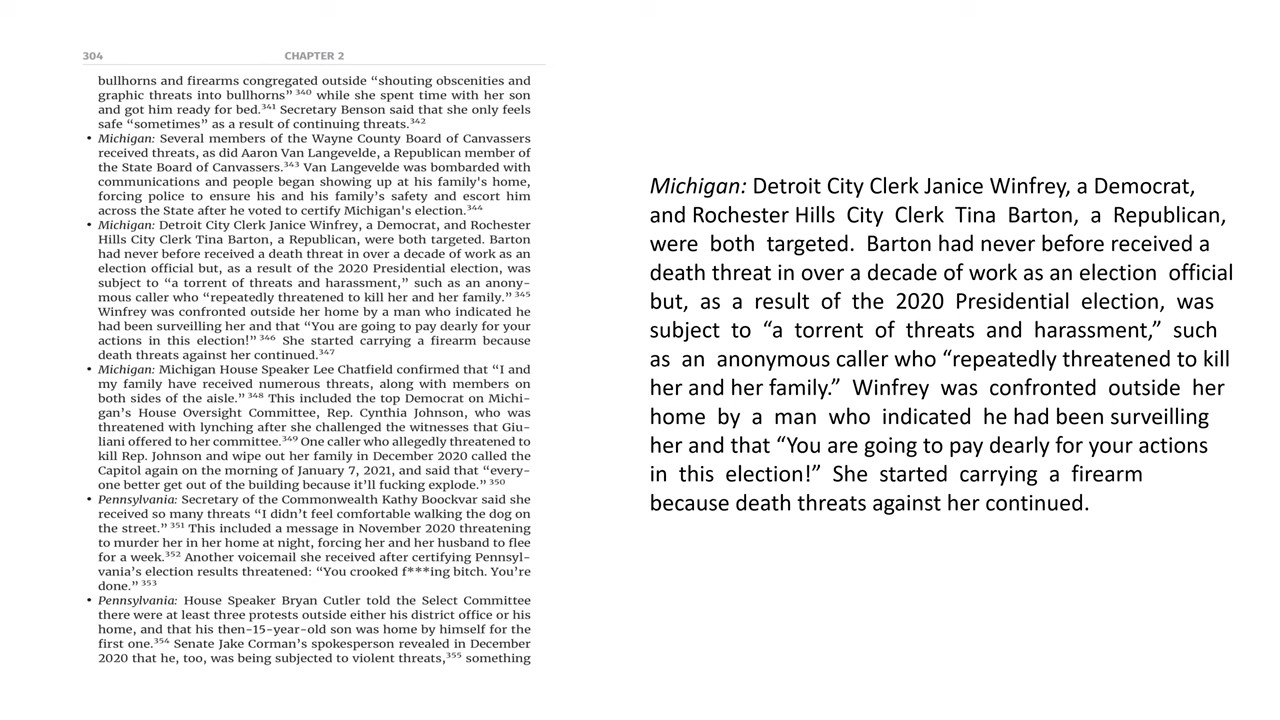 304 CHAPTER 2
bullhorns and firearms congregated outside “shouting obscenities and
graphic threats into bullhorns” 340 while she spent time with her son
and got him ready for bed.341 Secretary Benson said that she only feels
safe “sometimes” as a result of continuing threats.342
• Michigan: Several members of the Wayne County Board of Canvassers
received threats, as did Aaron Van Langevelde, a Republican member of
the State Board of Canvassers.343 Van Langevelde was bombarded with
communications and people began showing up at his family's home,
forcing police to ensure his and his family’s safety and escort him
across the State after he voted to certify Michigan's election.344
• Michigan: Detroit City Clerk Janice Winfrey, a Democrat, and Rochester
Hills City Clerk Tina Barton, a Republican, were both targeted. Barton
had never before received a death threat in over a decade of work as an
election official but, as a result of the 2020 Presidential election, was
subject to “a torrent of threats and harassment,” such as an anony-
mous caller who “repeatedly threatened to kill her and her family.” 345
Winfrey was confronted outside her home by a man who indicated he
had been surveilling her and that “You are going to pay dearly for your
actions in this election!” 346 She started carrying a firearm because
death threats against her continued.347
• Michigan: Michigan House Speaker Lee Chatfield confirmed that “I and
my family have received numerous threats, along with members on
both sides of the aisle.” 348 This included the top Democrat on Michi-
gan’s House Oversight Committee, Rep. Cynthia Johnson, who was
threatened with lynching after she challenged the witnesses that Giu-
liani offered to her committee.349 One caller who allegedly threatened to
kill Rep. Johnson and wipe out her family in December 2020 called the
Capitol again on the morning of January 7, 2021, and said that “every-
one better get out of the building because it’ll fucking explode.” 350
• Pennsylvania: Secretary of the Commonwealth Kathy Boockvar said she
received so many threats “I didn’t feel comfortable walking the dog on
the street.” 351 This included a message in November 2020 threatening
to murder her in her home at night, forcing her and her husband to flee
for a week.352 Another voicemail she received after certifying Pennsyl-
vania’s election results threatened: “You crooked f***ing bitch. You’re
done.” 353
• Pennsylvania: House Speaker Bryan Cutler told the Select Committee
there were at least three protests outside either his district office or his
home, and that his then-15-year-old son was home by himself for the
first one.354 Senate Jake Corman’s spokesperson revealed in December
2020 that he, too, was being subjected to violent threats,355 something
Michigan: Detroit City Clerk Janice Winfrey, a Democrat,
and Rochester Hills City Clerk Tina Barton, a Republican,
were both targeted. Barton had never before received a
death threat in over a decade of work as an election official
but, as a result of the 2020 Presidential election, was
subject to “a torrent of threats and harassment,” such
as an anonymous caller who “repeatedly threatened to kill
her and her family.” Winfrey was confronted outside her
home by a man who indicated he had been surveilling
her and that “You are going to pay dearly for your actions
in this election!” She started carrying a firearm
because death threats against her continued.